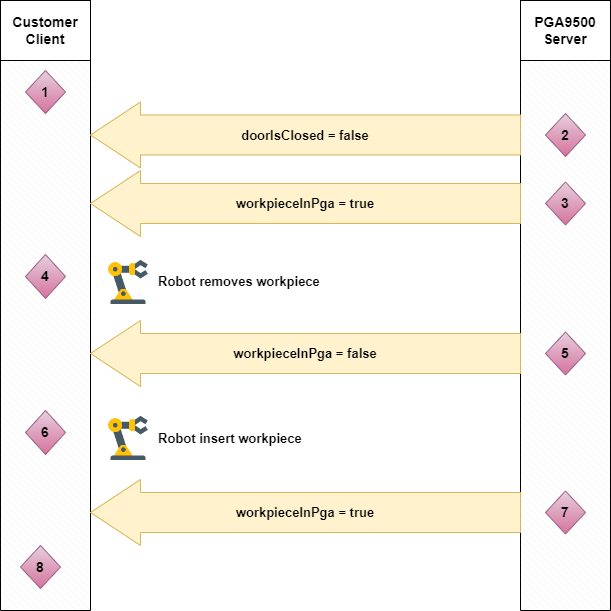 Customer
Client
PGA9500
Server
1
doorIsClosed = false
2
workpieceInPga = true
3
4
Robot removes workpiece
workpieceInPga = false
5
6
Robot insert workpiece
workpieceInPga = true
7
8